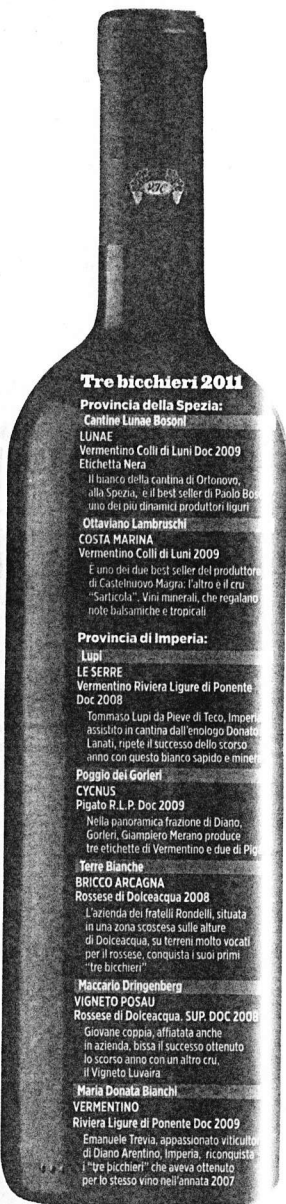 Tre bicchieri 2011
Provincia della Spezia:
Cantine Lunae Bosoni
LUNAE
Vermentino Colli di Luni Doc 2009
Etichetta Nera
Il bianco della cantina di Ortonovo,
alla Spezia, è il best seller di Paolo Bos
uno dei più dinamici produttori liguri
Ottaviano Lambruschi
COSTA MARINA
Vermentino Colli di Luni 2009
È uno dei due best seller del produttore
di Castelnuovo Magra: l'altro è il cru
"Sarticola". Vini minerali, che regalano
note balsamiche e tropicali
Provincia di Imperia:
Lupi
LE SERRE
Vermentino Riviera Ligure di Ponente
Doc 2008
Tommaso Lupi da Pieve di Teco, Imperia
assistito in cantina dall'enologo Donato
Lanati, ripete il successo dello scorso
anno con questo bianco sapido e miner
Poggio dei Gorleri
CYCNUS
Pigato R.L.P. Doc 2009
Nella panoramica frazione di Diano,
Gorleri, Giampiero Merano produce
tre etichette di Vermentino e due di Pig
Terre Bianche
BRICCO ARCAGNA
Rossese di Dolceacqua 2008
L'azienda dei fratelli Rondelli, situata
in una zona scoscesa sulle alture
di Dolceacqua, su terreni molto vocati
per il rossese, conquista i suoi primi
"tre bicchieri"
Maccario Dringenberg
VIGNETO POSAU
Rossese di Dolceacqua. SUP. DOC 2008
Giovane coppia, affiatata anche
in azienda, bissa il successo ottenuto
lo scorso anno con un altro cru,
il Vigneto Luvaira
Maria Donata Bianchi
VERMENTINO
Riviera Ligure di Ponente Doc 2009
Emanuele Trevia, appassionato viticultor
di Diano Arentino, Imperia, riconquista
i "tre bicchieri" che aveva ottenuto
per lo stesso vino nell'annata 2007